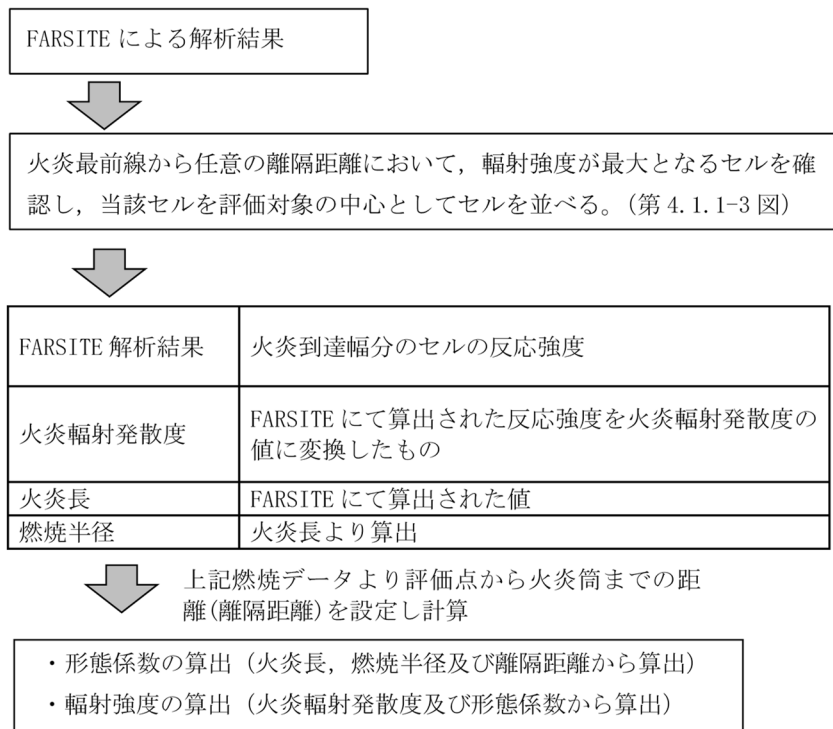 FARSITE による解析結果
火炎最前線から任意の離隔距離において，輻射強度が最大となるセルを確
認し，当該セルを評価対象の中心としてセルを並べる。（第 4.1.1-3 図）
FARSITE 解析結果 火炎到達幅分のセルの反応強度
火炎輻射発散度 FARSITE にて算出された反応強度を火炎輻射発散度の
値に変換したもの
火炎長 FARSITE にて算出された値
燃焼半径 火炎長より算出
上記燃焼データより評価点から火炎筒までの距
離(離隔距離)を設定し計算
・形態係数の算出（火炎長，燃焼半径及び離隔距離から算出）
・輻射強度の算出（火炎輻射発散度及び形態係数から算出）